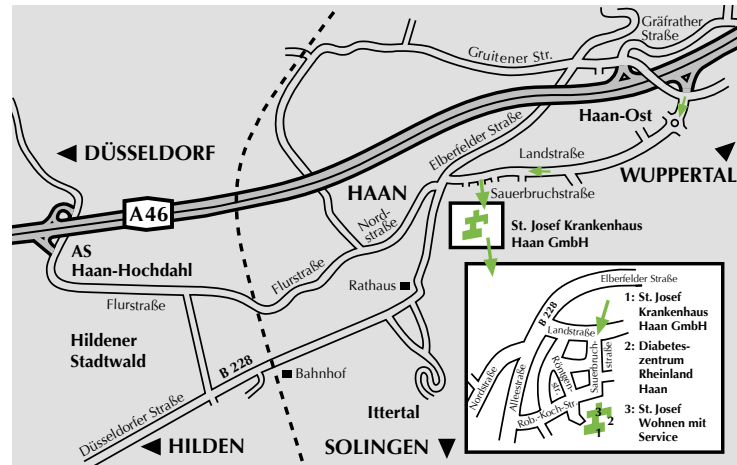 Gräfrather
Straße
Gruitener Str.
Haan-Ost
Elberfelder Straße
Landstraße
DÜSSELDORF
WUPPERTAL
HAAN
Sauerbruchstraße
A46
Nord-
straße
St. Josef Krankenhaus
Haan GmbH
AS
Haan-Hochdahl
Flurstraße
Flurstraße
Rathaus
Hildener
Stadtwald
B 228
Bahnhof
Düsseldorfer Straße
Ittertal
HILDEN
SOLINGEN
Elberfelder Straße
B 228
Landstraße
Nordstraße
Alleestraße
Röntgen-
str.
Sauerbruch-
straße
Rob.-Koch-Str.
3
2
1
1: St. Josef
Krankenhaus
Haan GmbH
2: Diabetes-
zentrum
Rheinland
Haan
3: St. Josef
Wohnen mit
Service